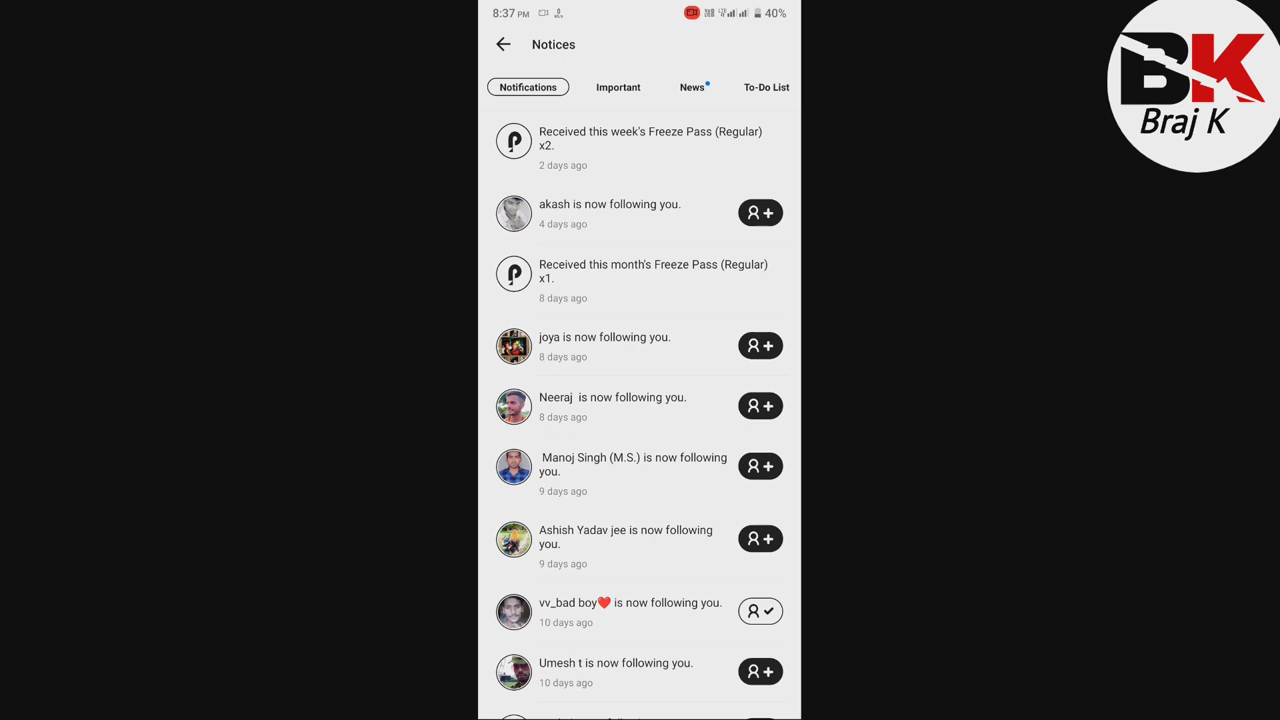 8:37 PM 40%
Notices
Notifications Important News To-Do List
Received this week's Freeze Pass (Regular)
x2.
2 days ago
akash is now following you.
4 days ago
Received this month's Freeze Pass (Regular)
x1.
8 days ago
joya is now following you.
8 days ago
Neeraj is now following you.
8 days ago
Manoj Singh (M.S.) is now following
you.
9 days ago
Ashish Yadav jee is now following
you.
9 days ago
vv_bad boy❤️ is now following you.
10 days ago
Umesh t is now following you.
10 days ago
BK
Braj K